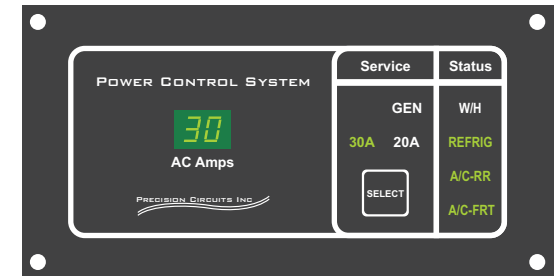 POWER CONTROL SYSTEM
30
AC Amps
PRECISION CIRCUITS INC
Service
GEN
30A 20A
SELECT
Status
W/H
REFRIG
A/C-RR
A/C-FRT